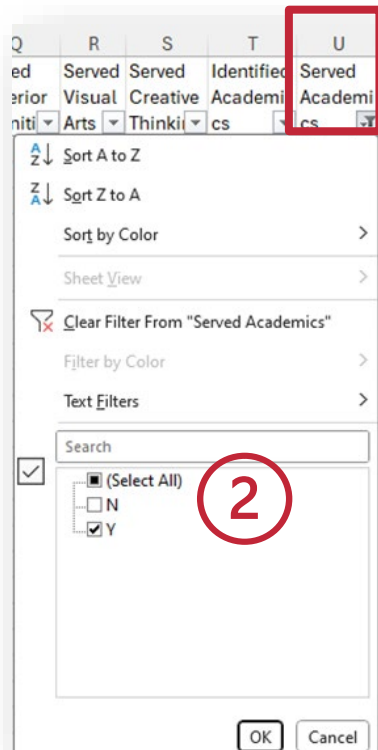 Q R S T U
ed Served Served Identified Served
erior Visual Creative Academi Academi
niti Arts Thinkin cs cs
Sort A to Z
Sort Z to A
Sort by Color
Sheet View
Clear Filter From "Served Academics"
Filter by Color
Text Filters
Search
(Select All)
N
Y
2
OK Cancel